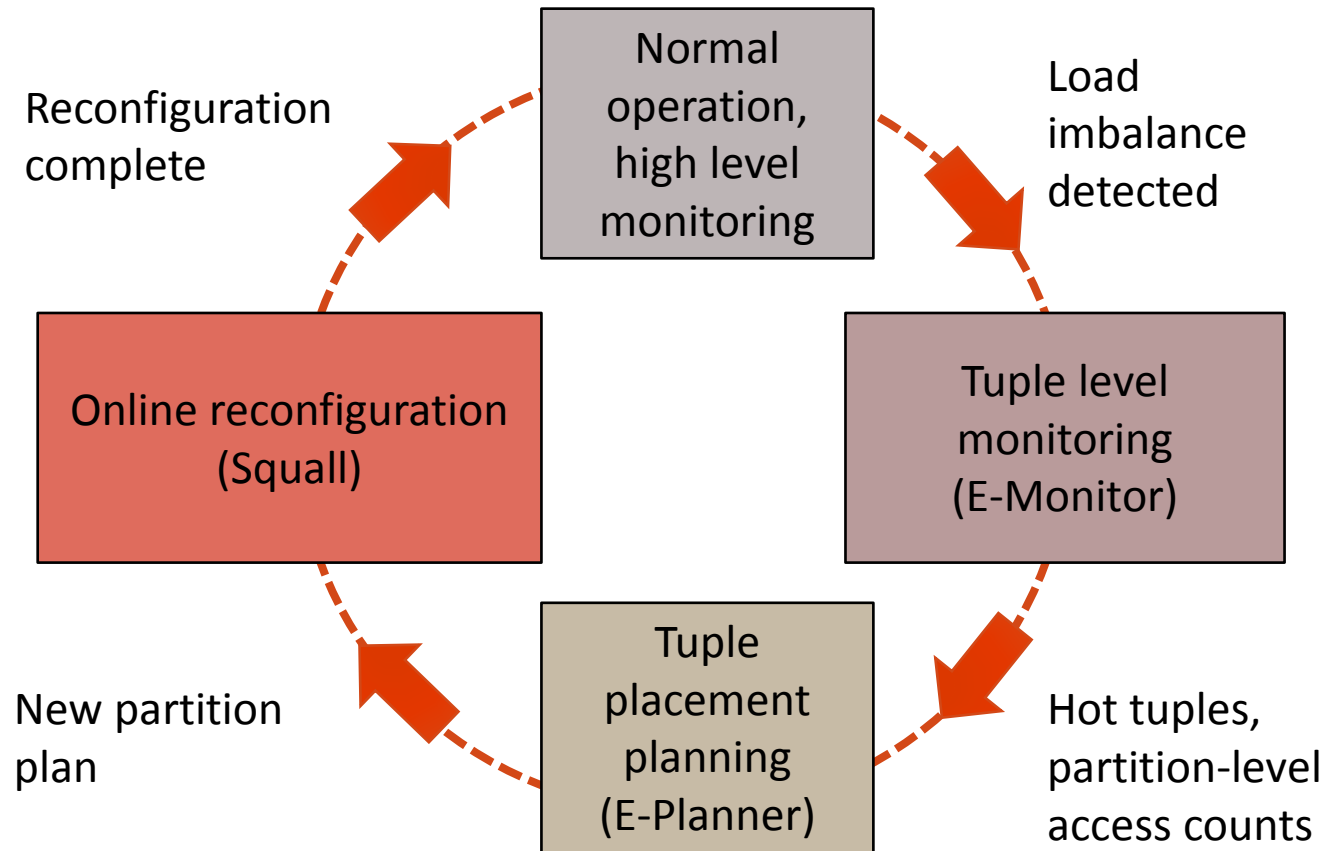 Normal
operation,
high level
monitoring
Load
imbalance
detected
Tuple level
monitoring
(E-Monitor)
Hot tuples,
partition-level
access counts
Tuple
placement
planning
(E-Planner)
New partition
plan
Online reconfiguration
(Squall)
Reconfiguration
complete